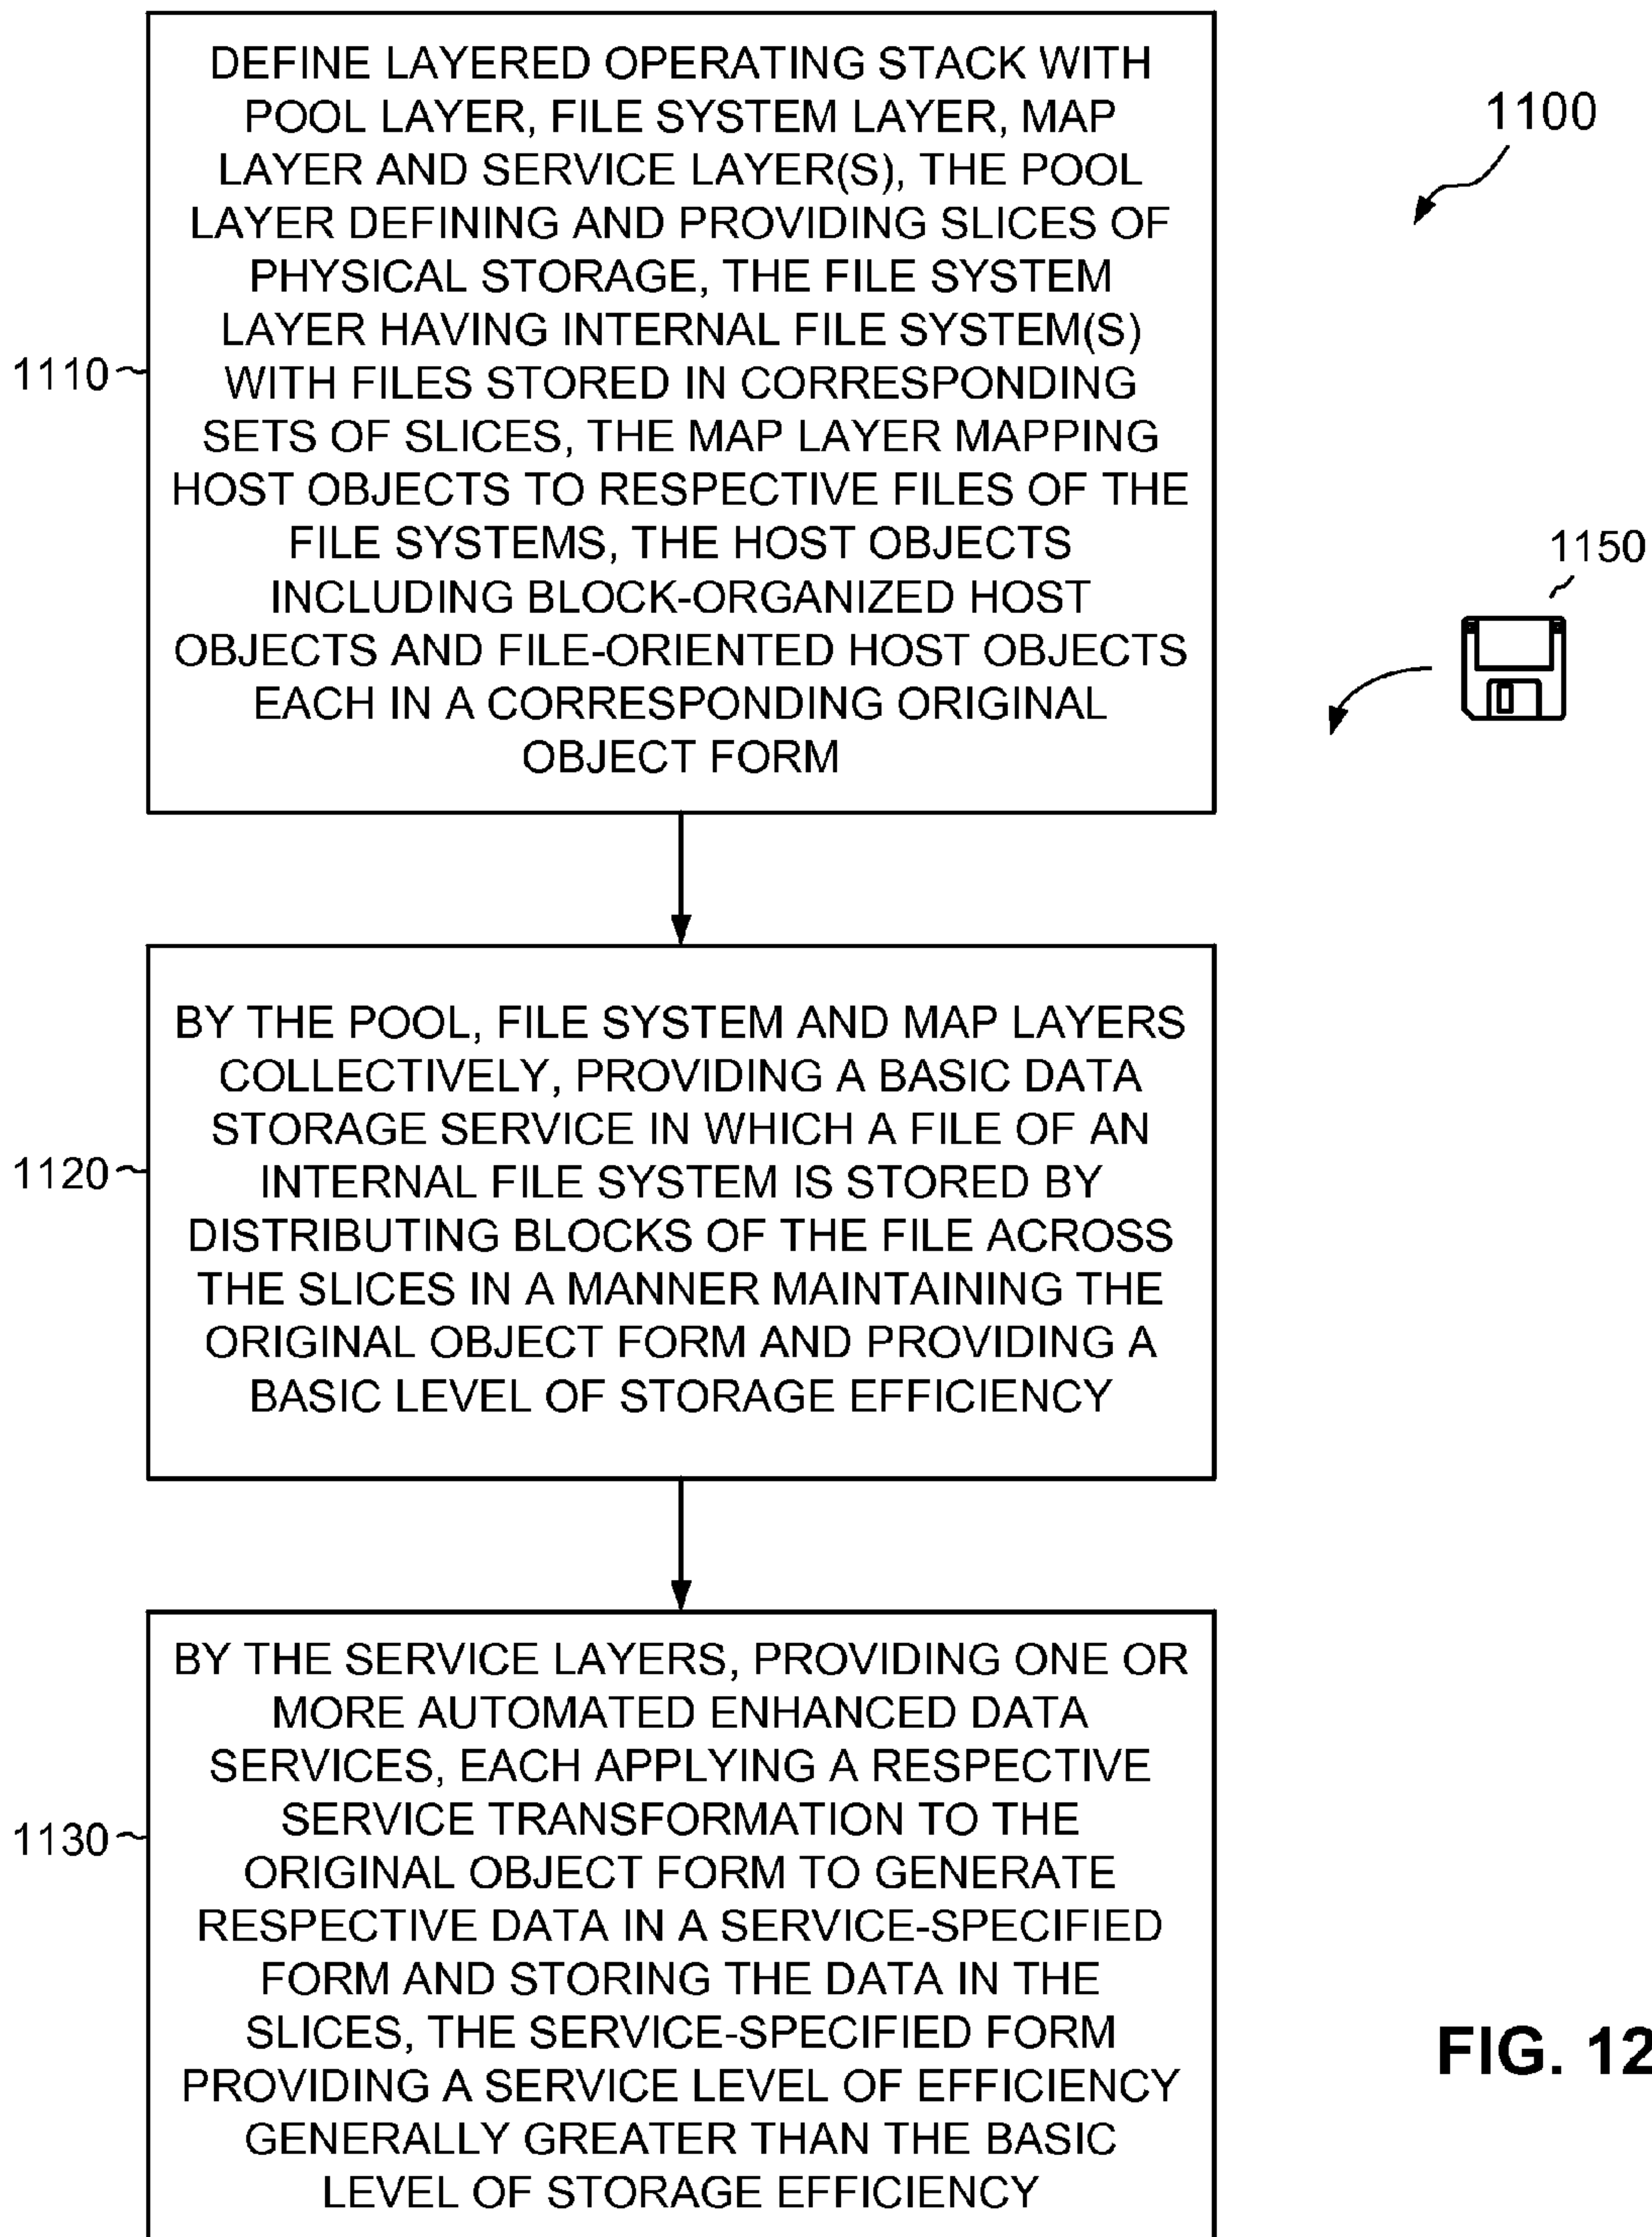 DEFINE LAYERED OPERATING STACK WITH
POOL LAYER, FILE SYSTEM LAYER, MAP
LAYER AND SERVICE LAYER(S), THE POOL
LAYER DEFINING AND PROVIDING SLICES OF
PHYSICAL STORAGE, THE FILE SYSTEM
LAYER HAVING INTERNAL FILE SYSTEM(S)
WITH FILES STORED IN CORRESPONDING
SETS OF SLICES, THE MAP LAYER MAPPING
HOST OBJECTS TO RESPECTIVE FILES OF THE
FILE SYSTEMS, THE HOST OBJECTS
INCLUDING BLOCK-ORGANIZED HOST
OBJECTS AND FILE-ORIENTED HOST OBJECTS
EACH IN A CORRESPONDING ORIGINAL
OBJECT FORM
1110
1100
1150
BY THE POOL, FILE SYSTEM AND MAP LAYERS
COLLECTIVELY, PROVIDING A BASIC DATA
STORAGE SERVICE IN WHICH A FILE OF AN
INTERNAL FILE SYSTEM IS STORED BY
DISTRIBUTING BLOCKS OF THE FILE ACROSS
THE SLICES IN A MANNER MAINTAINING THE
ORIGINAL OBJECT FORM AND PROVIDING A
BASIC LEVEL OF STORAGE EFFICIENCY
1120
BY THE SERVICE LAYERS, PROVIDING ONE OR
MORE AUTOMATED ENHANCED DATA
SERVICES, EACH APPLYING A RESPECTIVE
SERVICE TRANSFORMATION TO THE
ORIGINAL OBJECT FORM TO GENERATE
RESPECTIVE DATA IN A SERVICE-SPECIFIED
FORM AND STORING THE DATA IN THE
SLICES, THE SERVICE-SPECIFIED FORM
PROVIDING A SERVICE LEVEL OF EFFICIENCY
GENERALLY GREATER THAN THE BASIC
LEVEL OF STORAGE EFFICIENCY
1130
FIG. 12